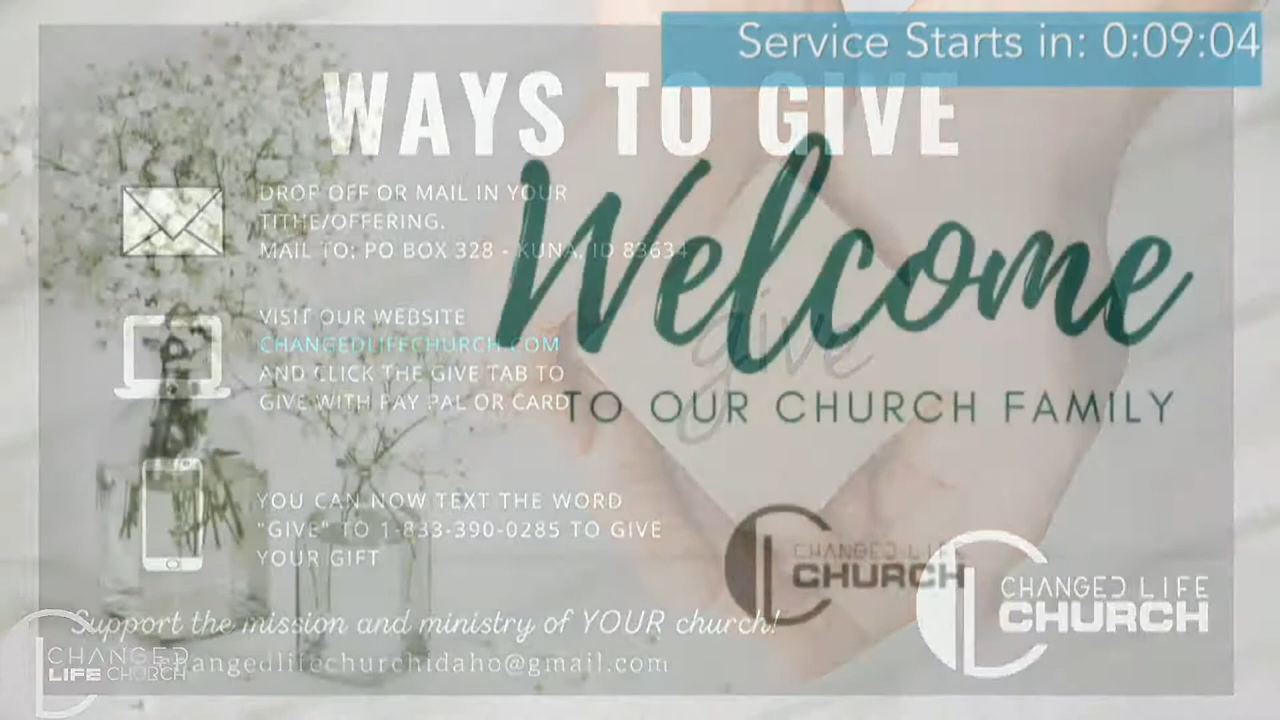 Service Starts in: 0:09:04
WAYS TO GIVE
DROP OFF OR MAIL IN YOUR
TITHE/OFFERING.
MAIL TO: PO BOX 328 - KUNA, ID 83634
VISIT OUR WEBSITE
CHANGEDLIFECHURCH.COM
AND CLICK THE GIVE TAB TO
GIVE WITH PAY PAL OR CARD
Welcome
give
TO OUR CHURCH FAMILY
YOU CAN NOW TEXT THE WORD
"GIVE" TO 1-833-390-0285 TO GIVE
YOUR GIFT
CHANGED LIFE
CHURCH
CHANGED LIFE
CHURCH
Support the mission and ministry of YOUR church!
changedlifechurchidaho@gmail.com
CHANGED
LIFE CHURCH